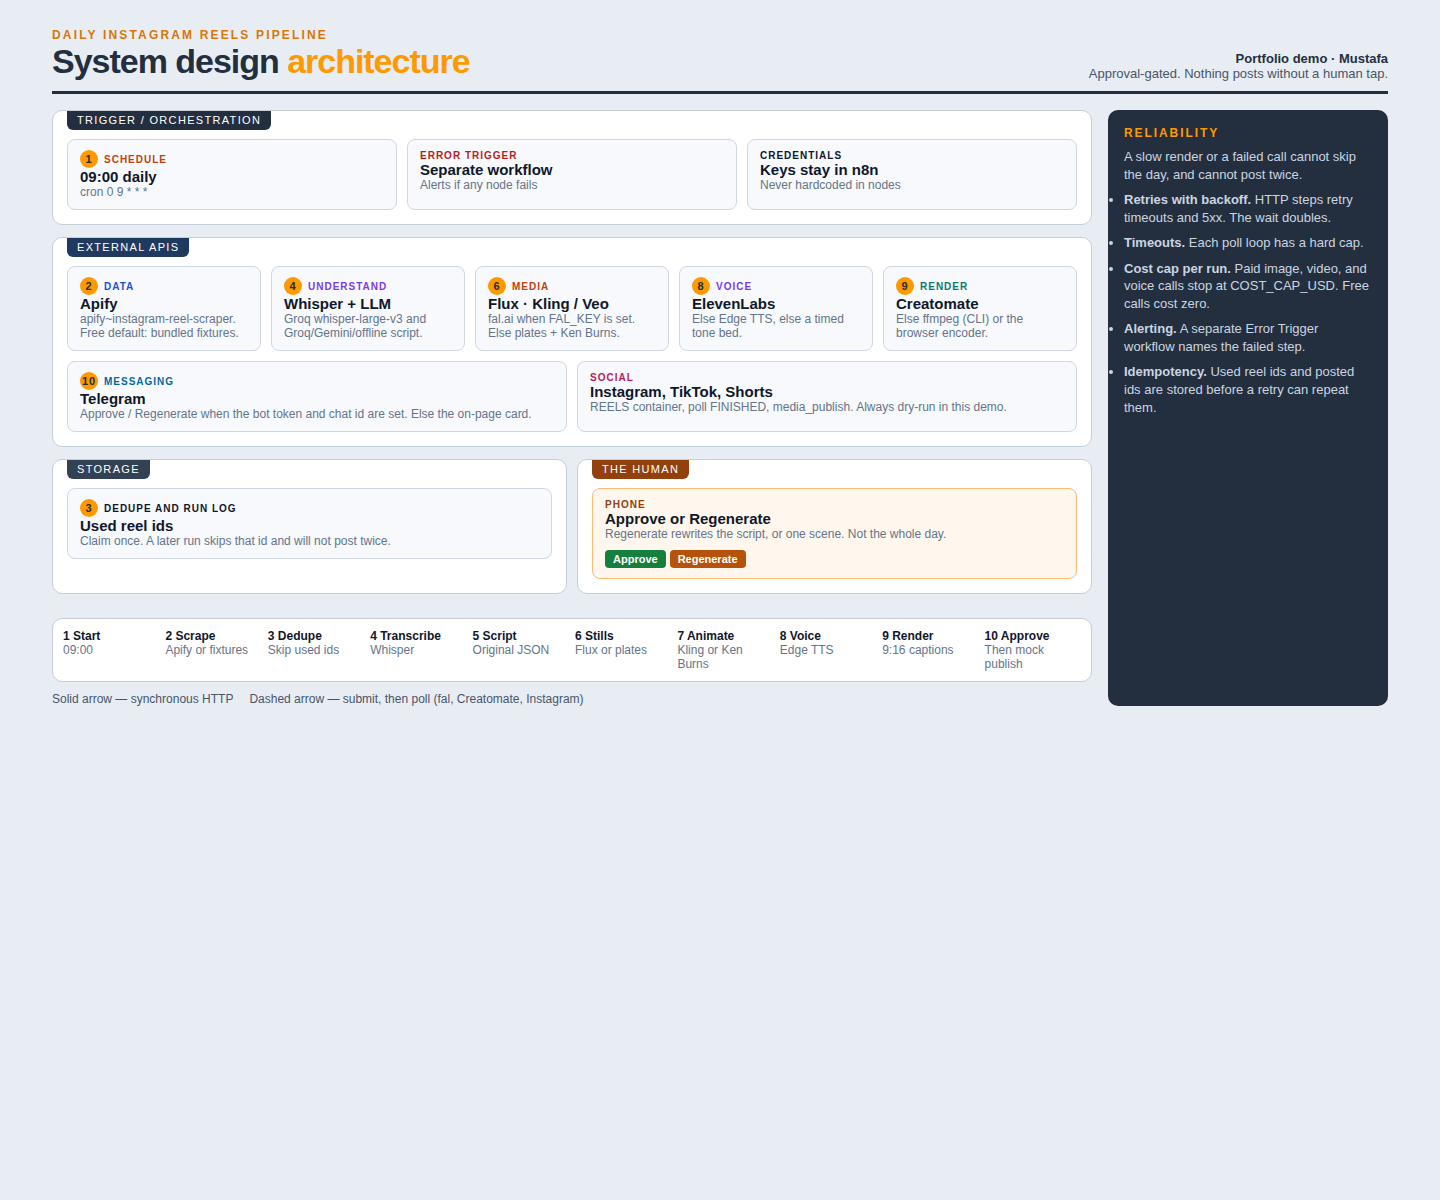 DAILY INSTAGRAM REELS PIPELINE
System design architecture
Portfolio demo · Mustafa
Approval-gated. Nothing posts without a human tap.
TRIGGER / ORCHESTRATION
1 SCHEDULE
09:00 daily
cron 0 9 * * *
ERROR TRIGGER
Separate workflow
Alerts if any node fails
CREDENTIALS
Keys stay in n8n
Never hardcoded in nodes
EXTERNAL APIS
2 DATA
Apify
apify~instagram-reel-scraper.
Free default: bundled fixtures.
4 UNDERSTAND
Whisper + LLM
Groq whisper-large-v3 and
Groq/Gemini/offline script.
6 MEDIA
Flux · Kling / Veo
fal.ai when FAL_KEY is set.
Else plates + Ken Burns.
8 VOICE
ElevenLabs
Else Edge TTS, else a timed
tone bed.
9 RENDER
Creatomate
Else ffmpeg (CLI) or the
browser encoder.
10 MESSAGING
Telegram
Approve / Regenerate when the bot token and chat id are set. Else the on-page card.
SOCIAL
Instagram, TikTok, Shorts
REELS container, poll FINISHED, media_publish. Always dry-run in this demo.
STORAGE
3 DEDUPE AND RUN LOG
Used reel ids
Claim once. A later run skips that id and will not post twice.
THE HUMAN
PHONE
Approve or Regenerate
Regenerate rewrites the script, or one scene. Not the whole day.
Approve Regenerate
1 Start
09:00
2 Scrape
Apify or fixtures
3 Dedupe
Skip used ids
4 Transcribe
Whisper
5 Script
Original JSON
6 Stills
Flux or plates
7 Animate
Kling or Ken
Burns
8 Voice
Edge TTS
9 Render
9:16 captions
10 Approve
Then mock
publish
Solid arrow — synchronous HTTP Dashed arrow — submit, then poll (fal, Creatomate, Instagram)
RELIABILITY
A slow render or a failed call cannot skip
the day, and cannot post twice.
• Retries with backoff. HTTP steps retry
timeouts and 5xx. The wait doubles.
• Timeouts. Each poll loop has a hard cap.
• Cost cap per run. Paid image, video, and
voice calls stop at COST_CAP_USD. Free
calls cost zero.
• Alerting. A separate Error Trigger
workflow names the failed step.
• Idempotency. Used reel ids and posted
ids are stored before a retry can repeat
them.